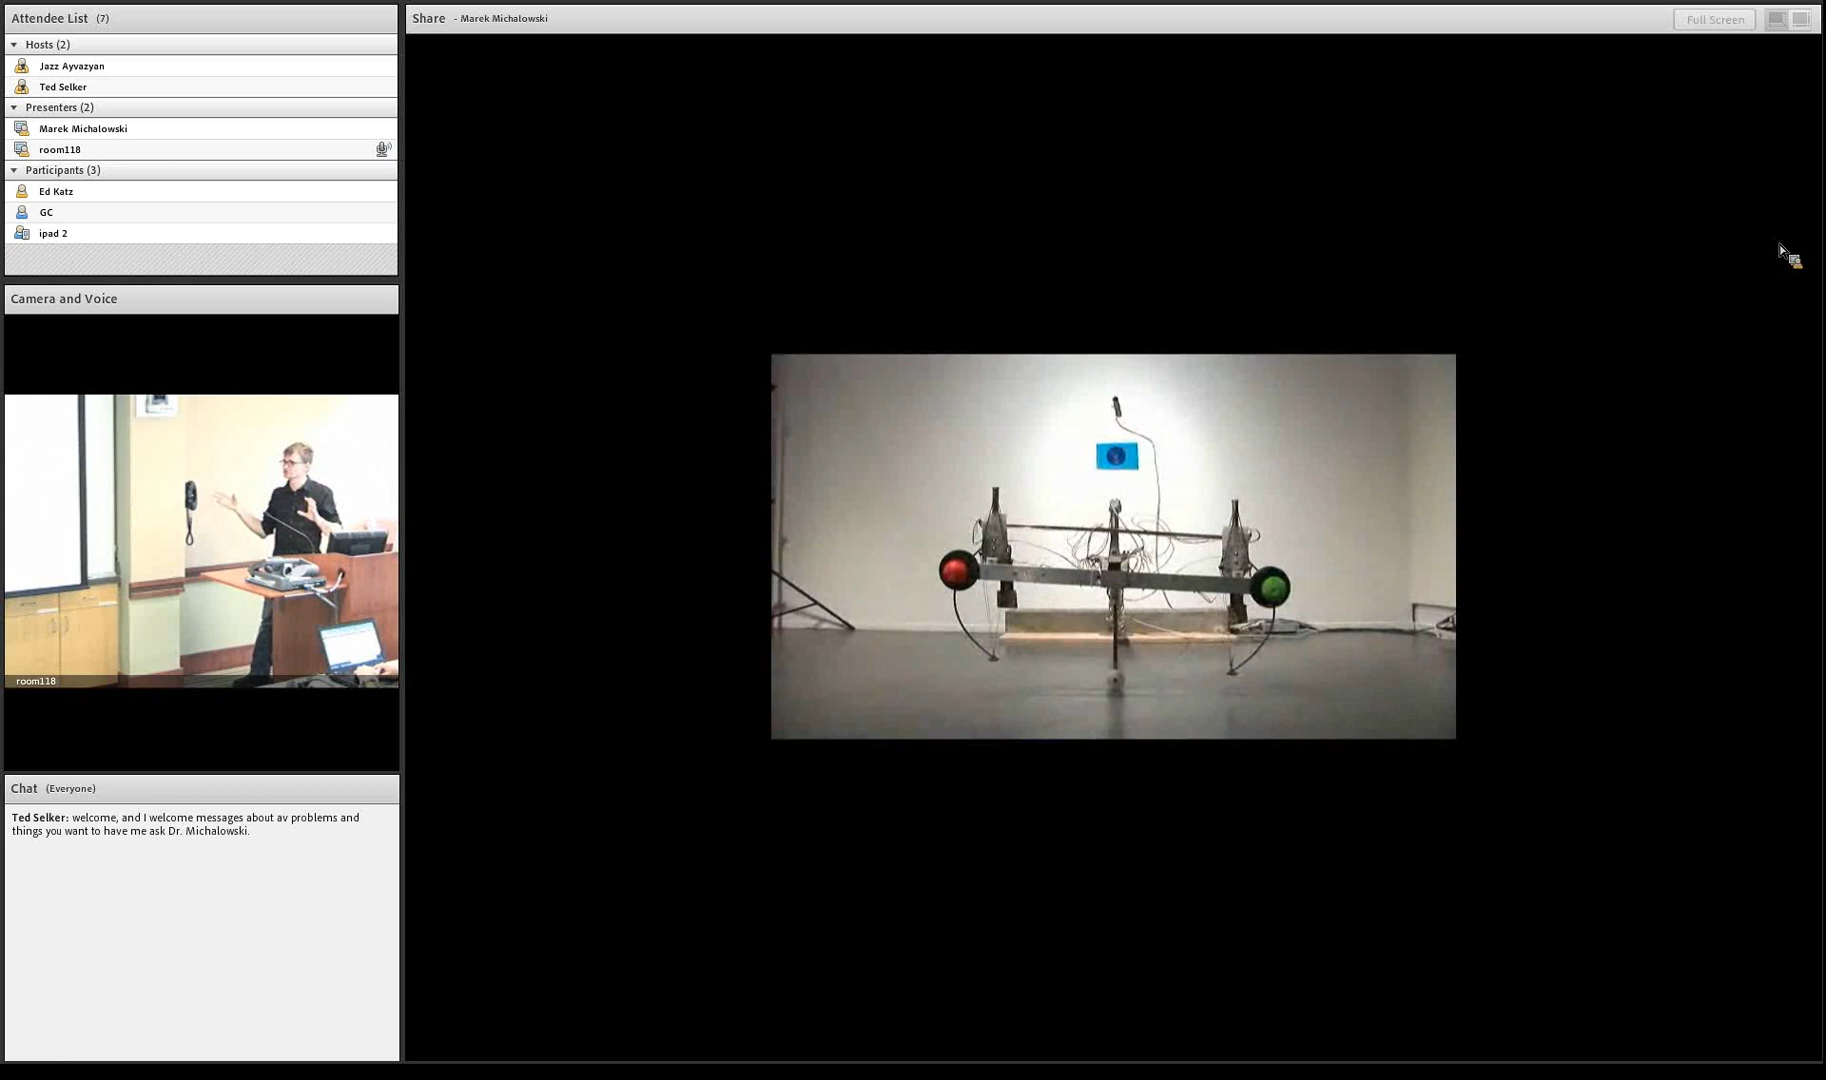 Attendee List (7)
Hosts (2)
Jazz Ayvazyan
Ted Selker
Presenters (2)
Marek Michalowski
room118
Participants (3)
Ed Katz
GC
ipad 2
Camera and Voice
room118
Chat (Everyone)
Ted Selker: welcome, and I welcome messages about av problems and
things you want to have me ask Dr. Michalowski.
Share - Marek Michalowski
Full Screen